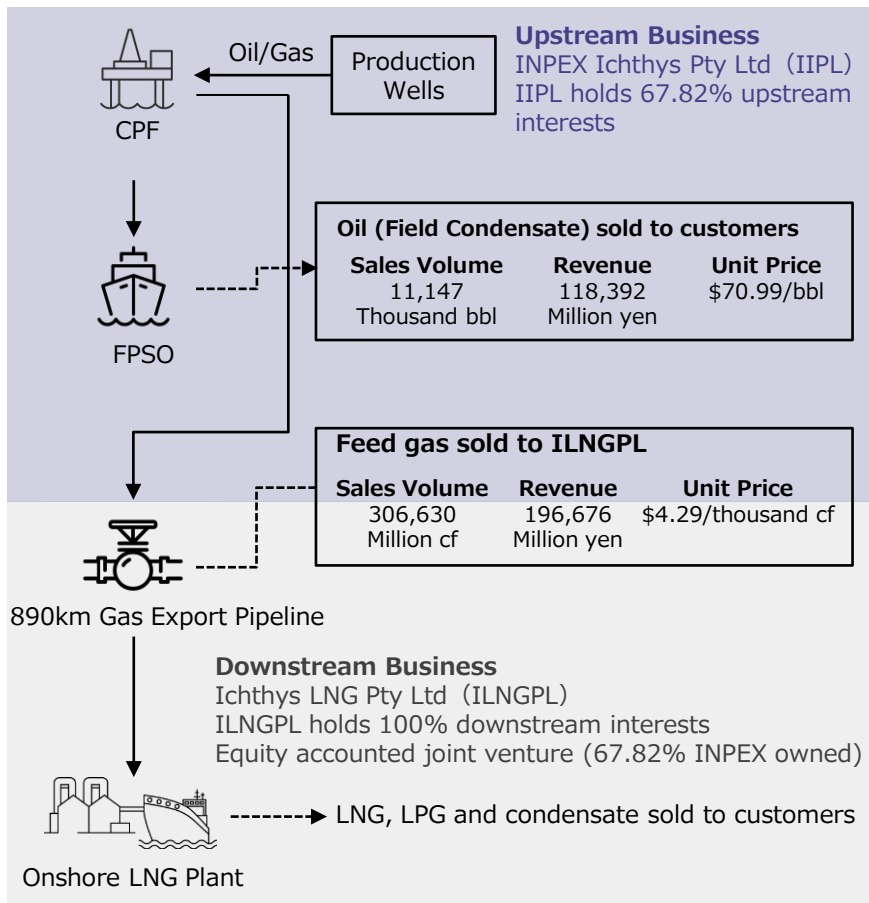 Oil/Gas
Production
Wells
CPF
Upstream Business
INPEX Ichthys Pty Ltd（IIPL）
IIPL holds 67.82% upstream
interests
Oil (Field Condensate) sold to customers
Sales Volume Revenue Unit Price
11,147 118,392 $70.99/bbl
Thousand bbl Million yen
FPSO
Feed gas sold to ILNGPL
Sales Volume Revenue Unit Price
306,630 196,676 $4.29/thousand cf
Million cf Million yen
890km Gas Export Pipeline
Downstream Business
Ichthys LNG Pty Ltd（ILNGPL）
ILNGPL holds 100% downstream interests
Equity accounted joint venture (67.82% INPEX owned)
LNG, LPG and condensate sold to customers
Onshore LNG Plant